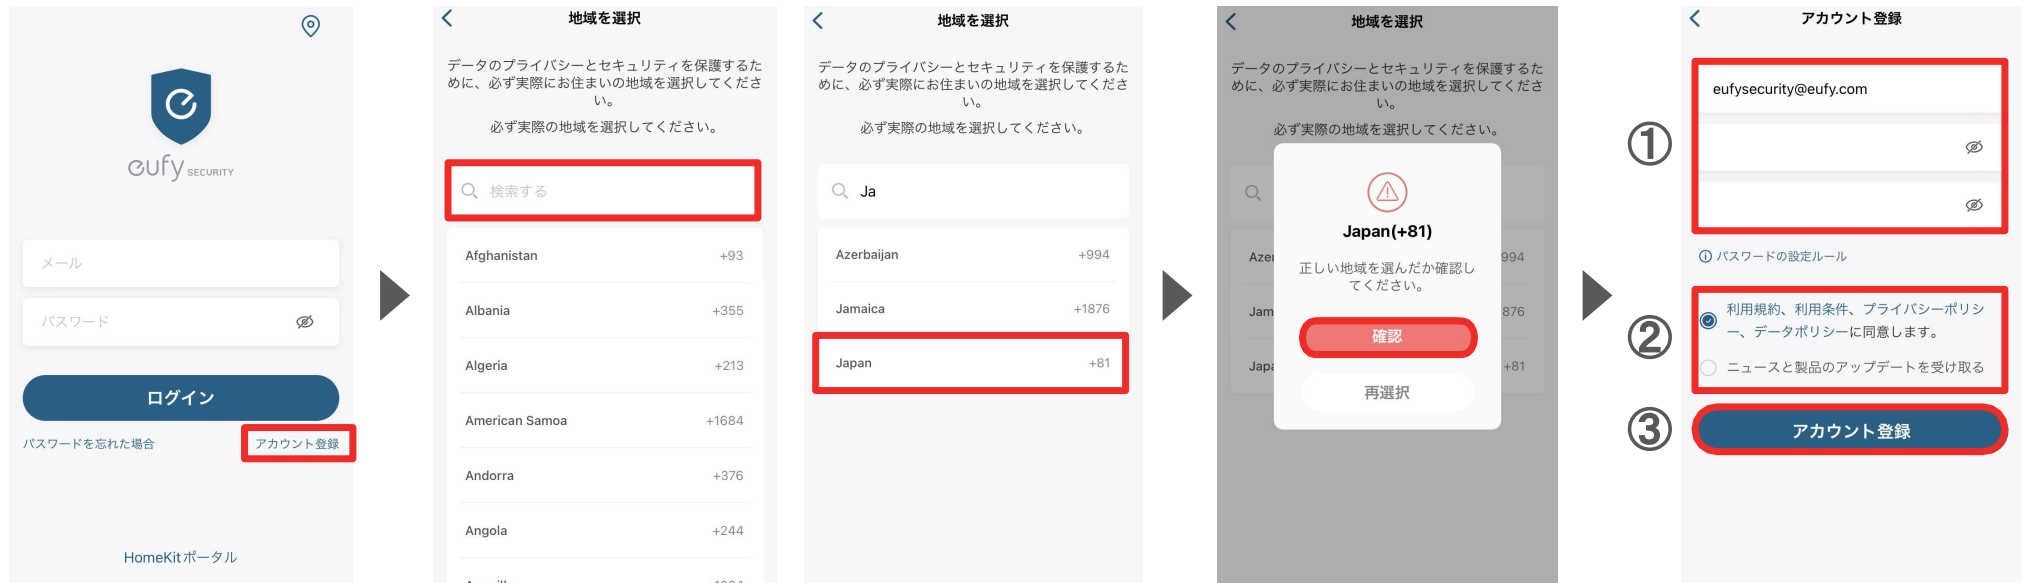 eufy SECURITY
メール
パスワード
ログイン
パスワードを忘れた場合
アカウント登録
HomeKitポータル
地域を選択
データのプライバシーとセキュリティを保護するた
めに、必ず実際にお住まいの地域を選択してくださ
い。
必ず実際の地域を選択してください。
検索する
Afghanistan +93
Albania +355
Algeria +213
American Samoa +1684
Andorra +376
Angola +244
地域を選択
データのプライバシーとセキュリティを保護するた
めに、必ず実際にお住まいの地域を選択してくださ
い。
必ず実際の地域を選択してください。
Ja
Azerbaijan +994
Jamaica +1876
Japan +81
地域を選択
データのプライバシーとセキュリティを保護するた
めに、必ず実際にお住まいの地域を選択してくださ
い。
必ず実際の地域を選択してください。
Japan(+81)
正しい地域を選んだか確認し
てください。
確認
再選択
Azer 994
Jam 876
Japa +81
アカウント登録
①
eufysecurity@eufy.com
パスワードの設定ルール
②
利用規約、利用条件、プライバシーポリシ
ー、データポリシーに同意します。
ニュースと製品のアップデートを受け取る
③
アカウント登録